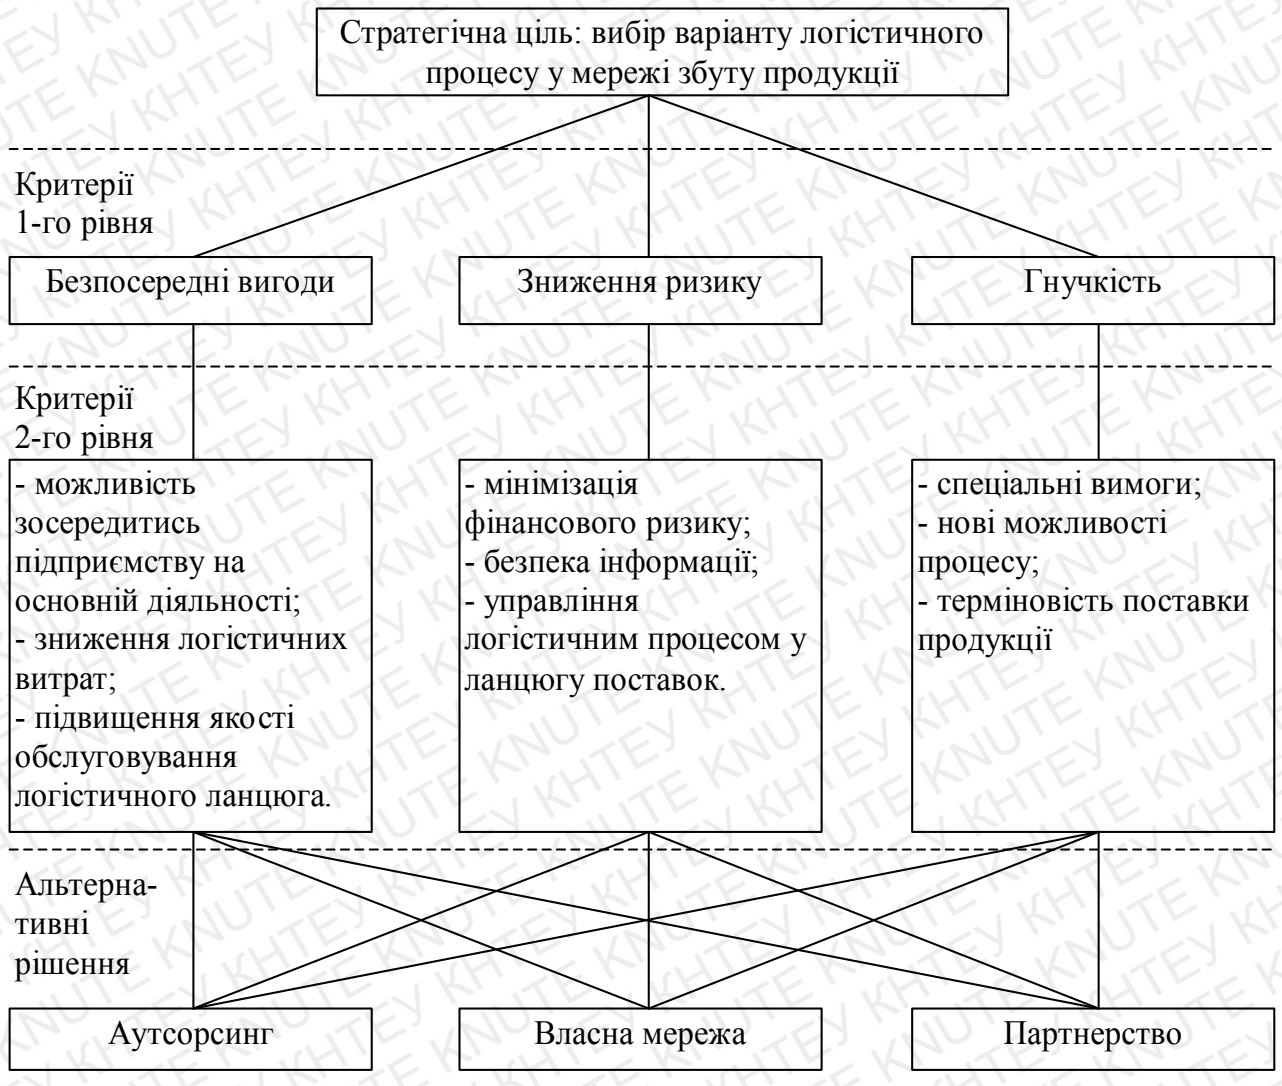 Стратегічна ціль: вибір варіанту логістичного
процесу у мережі збуту продукції
Критерії
1-го рівня
Безпосередні вигоди
Зниження ризику
Гнучкість
Критерії
2-го рівня
- можливість
зосередитись
підприємству на
основній діяльності;
- зниження логістичних
витрат;
- підвищення якості
обслуговування
логістичного ланцюга.
- мінімізація
фінансового ризику;
- безпека інформації;
- управління
логістичним процесом у
ланцюгу поставок.
- спеціальні вимоги;
- нові можливості
процесу;
- терміновість поставки
продукції
Альтерна-
тивні
рішення
Аутсорсинг
Власна мережа
Партнерство